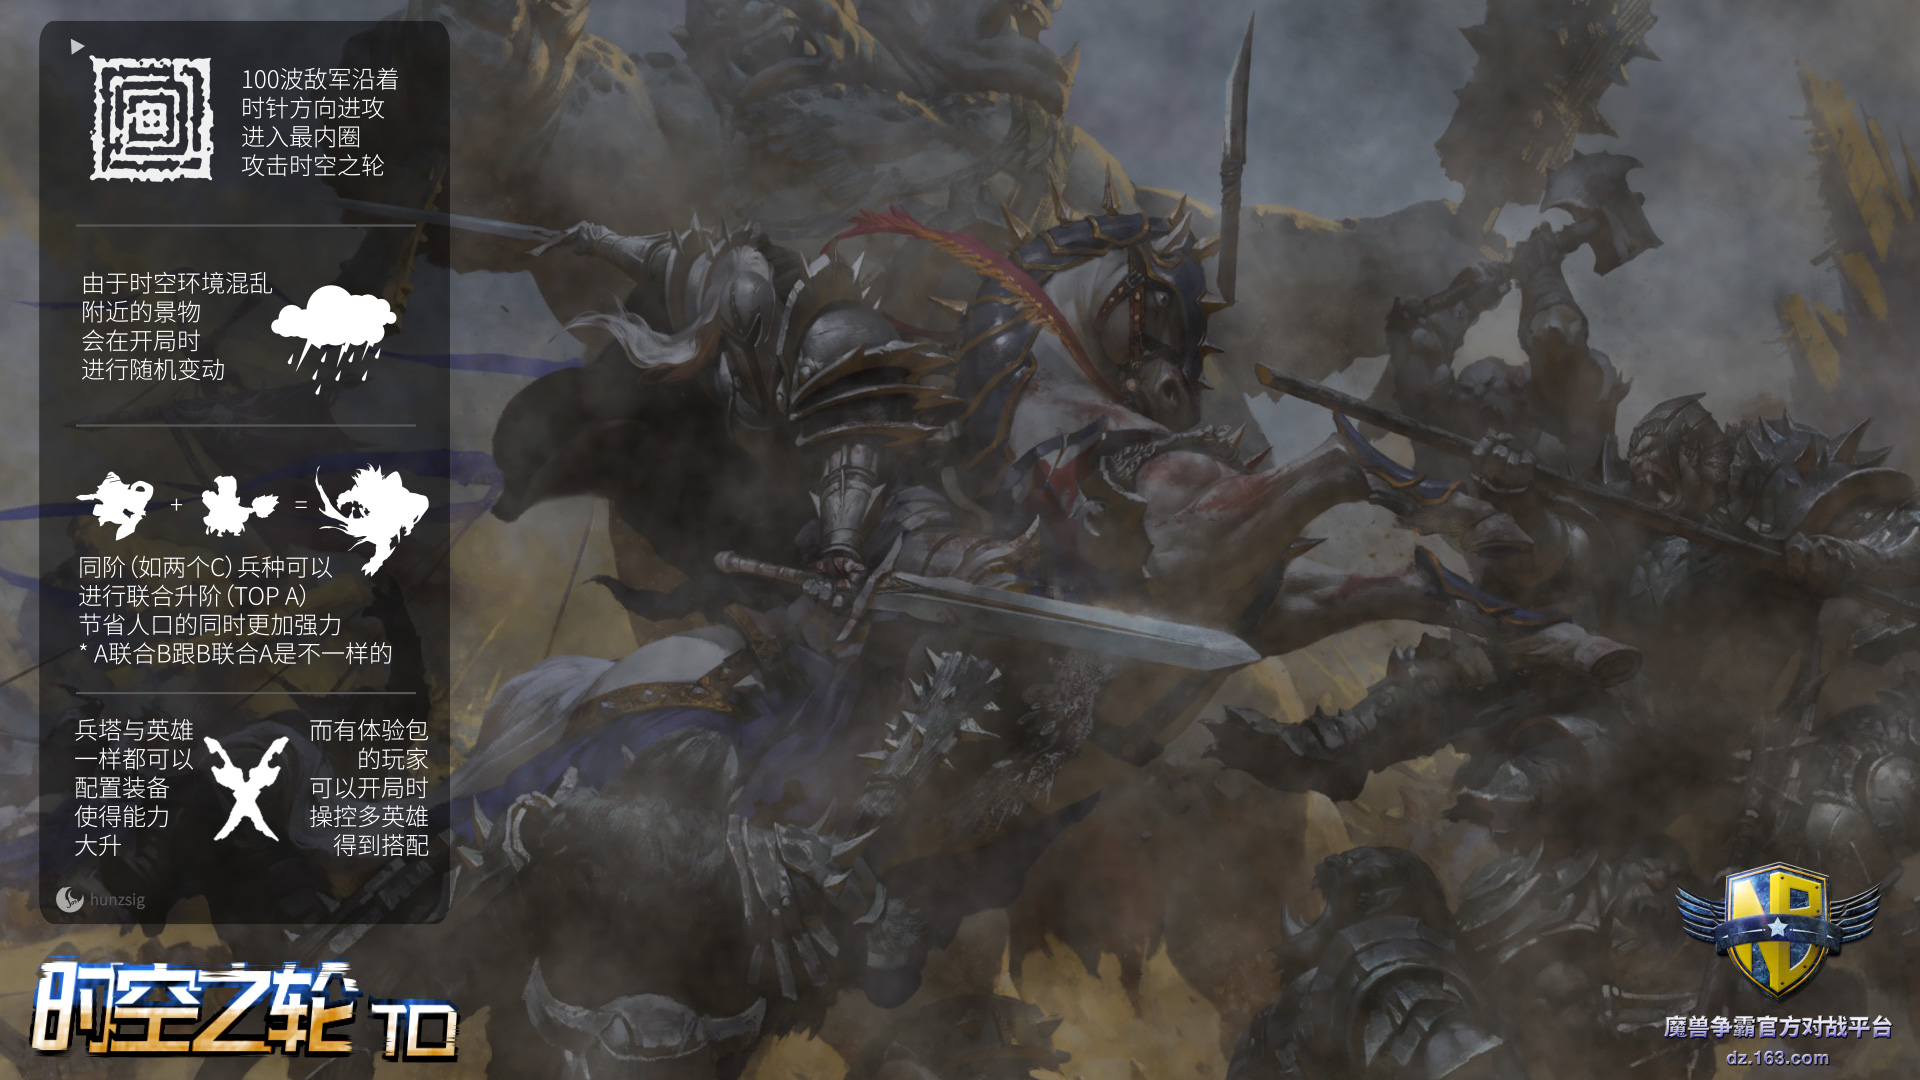 100波敌军沿着
时针方向进攻
进入最内圈
攻击时空之轮
由于时空环境混乱
附近的景物
会在开局时
进行随机变动
+ =
同阶(如两个C)兵种可以
进行联合升阶(TOP A)
节省人口的同时更加强力
* A联合B跟B联合A是不一样的
兵塔与英雄
一样都可以
配置装备
使得能力
大升
而有体验包
的玩家
可以开局时
操控多英雄
得到搭配
hunzsig
时空之轮 TD
魔兽争霸官方对战平台
dz.163.com